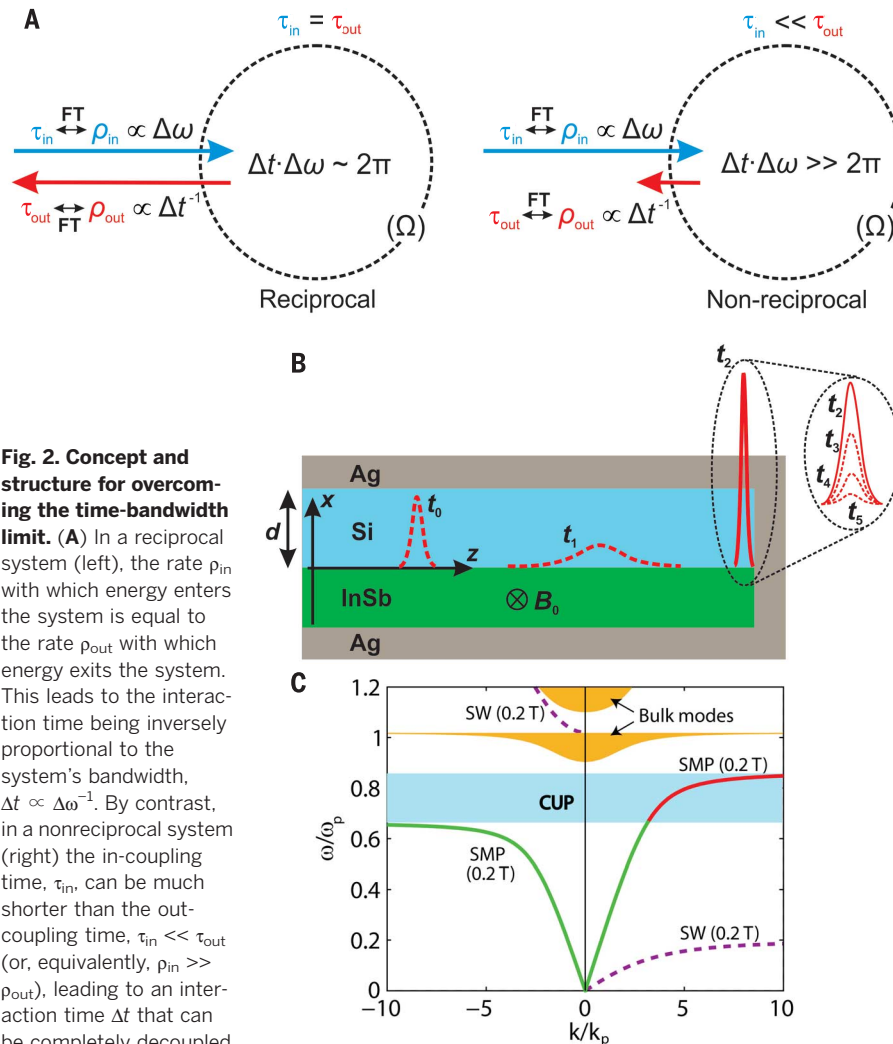 A
τin = τout
τin << τout
τin FT ρin ∝ Δω
Δt·Δω ~ 2π
τout FT ρout ∝ Δt-1
(Ω)
Reciprocal
τin FT ρin ∝ Δω
Δt·Δω >> 2π
τout FT ρout ∝ Δt-1
(Ω)
Non-reciprocal
B
t2
t2
t3
t4
t5
Ag
x
t0
d
Si
t1
z
InSb
⊗ B0
Ag
C
1.2
SW (0.2 T)
Bulk modes
1
SMP (0.2 T)
0.8
CUP
ω/ωp
0.6
SMP
(0.2 T)
0.4
SW (0.2 T)
0.2
0
−10
−5
0
5
10
k/kp
Fig. 2. Concept and
structure for overcom-
ing the time-bandwidth
limit. (A) In a reciprocal
system (left), the rate ρin
with which energy enters
the system is equal to
the rate ρout with which
energy exits the system.
This leads to the interac-
tion time being inversely
proportional to the
system's bandwidth,
Δt ∝ Δω−1. By contrast,
in a nonreciprocal system
(right) the in-coupling
time, τin, can be much
shorter than the out-
coupling time, τin << τout
(or, equivalently, ρin >>
ρout), leading to an inter-
action time Δt that can
be completely decoupled